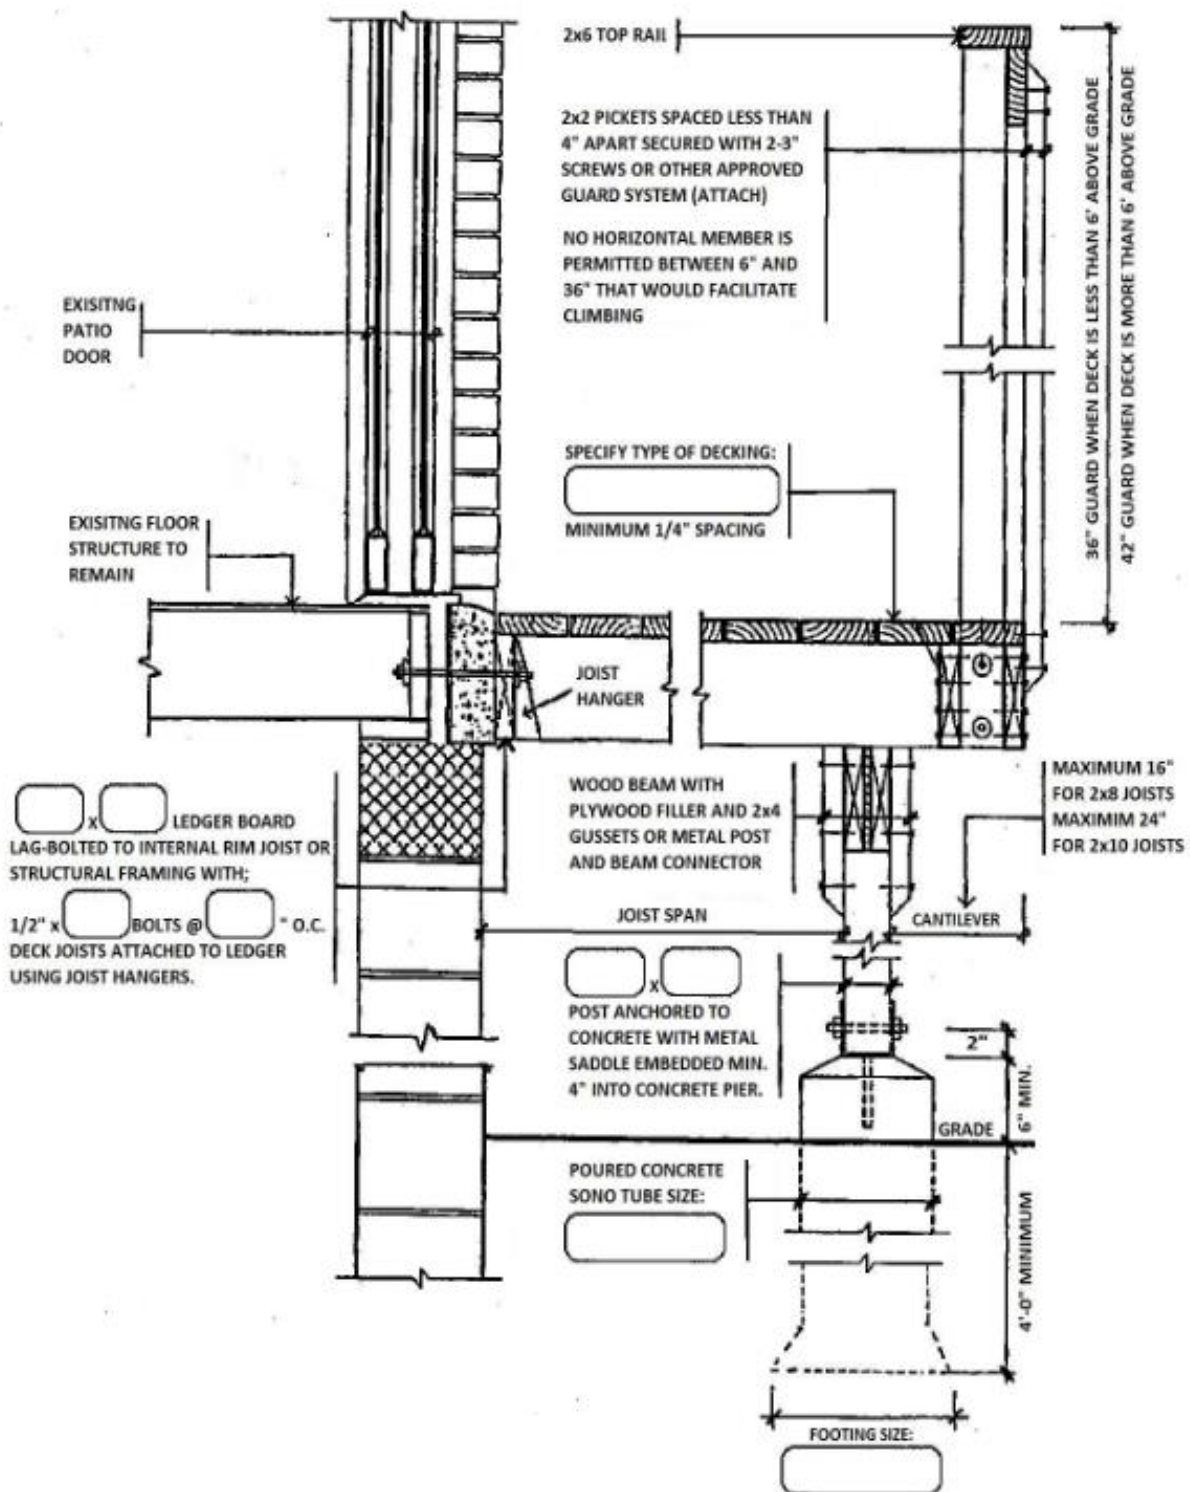 2x6 TOP RAIL
2x2 PICKETS SPACED LESS THAN
4" APART SECURED WITH 2-3"
SCREWS OR OTHER APPROVED
GUARD SYSTEM (ATTACH)
NO HORIZONTAL MEMBER IS
PERMITTED BETWEEN 6" AND
36" THAT WOULD FACILITATE
CLIMBING
36" GUARD WHEN DECK IS LESS THAN 6' ABOVE GRADE
42" GUARD WHEN DECK IS MORE THAN 6' ABOVE GRADE
EXISITNG
PATIO
DOOR
SPECIFY TYPE OF DECKING:
MINIMUM 1/4" SPACING
EXISITNG FLOOR
STRUCTURE TO
REMAIN
JOIST
HANGER
x LEDGER BOARD
LAG-BOLTED TO INTERNAL RIM JOIST OR
STRUCTURAL FRAMING WITH;
1/2" x BOLTS @ " O.C.
DECK JOISTS ATTACHED TO LEDGER
USING JOIST HANGERS.
WOOD BEAM WITH
PLYWOOD FILLER AND 2x4
GUSSETS OR METAL POST
AND BEAM CONNECTOR
MAXIMUM 16"
FOR 2x8 JOISTS
MAXIMIM 24"
FOR 2x10 JOISTS
JOIST SPAN
CANTILEVER
x
POST ANCHORED TO
CONCRETE WITH METAL
SADDLE EMBEDDED MIN.
4" INTO CONCRETE PIER.
2"
6" MIN.
GRADE
POURED CONCRETE
SONO TUBE SIZE:
4'-0" MINIMUM
FOOTING SIZE: